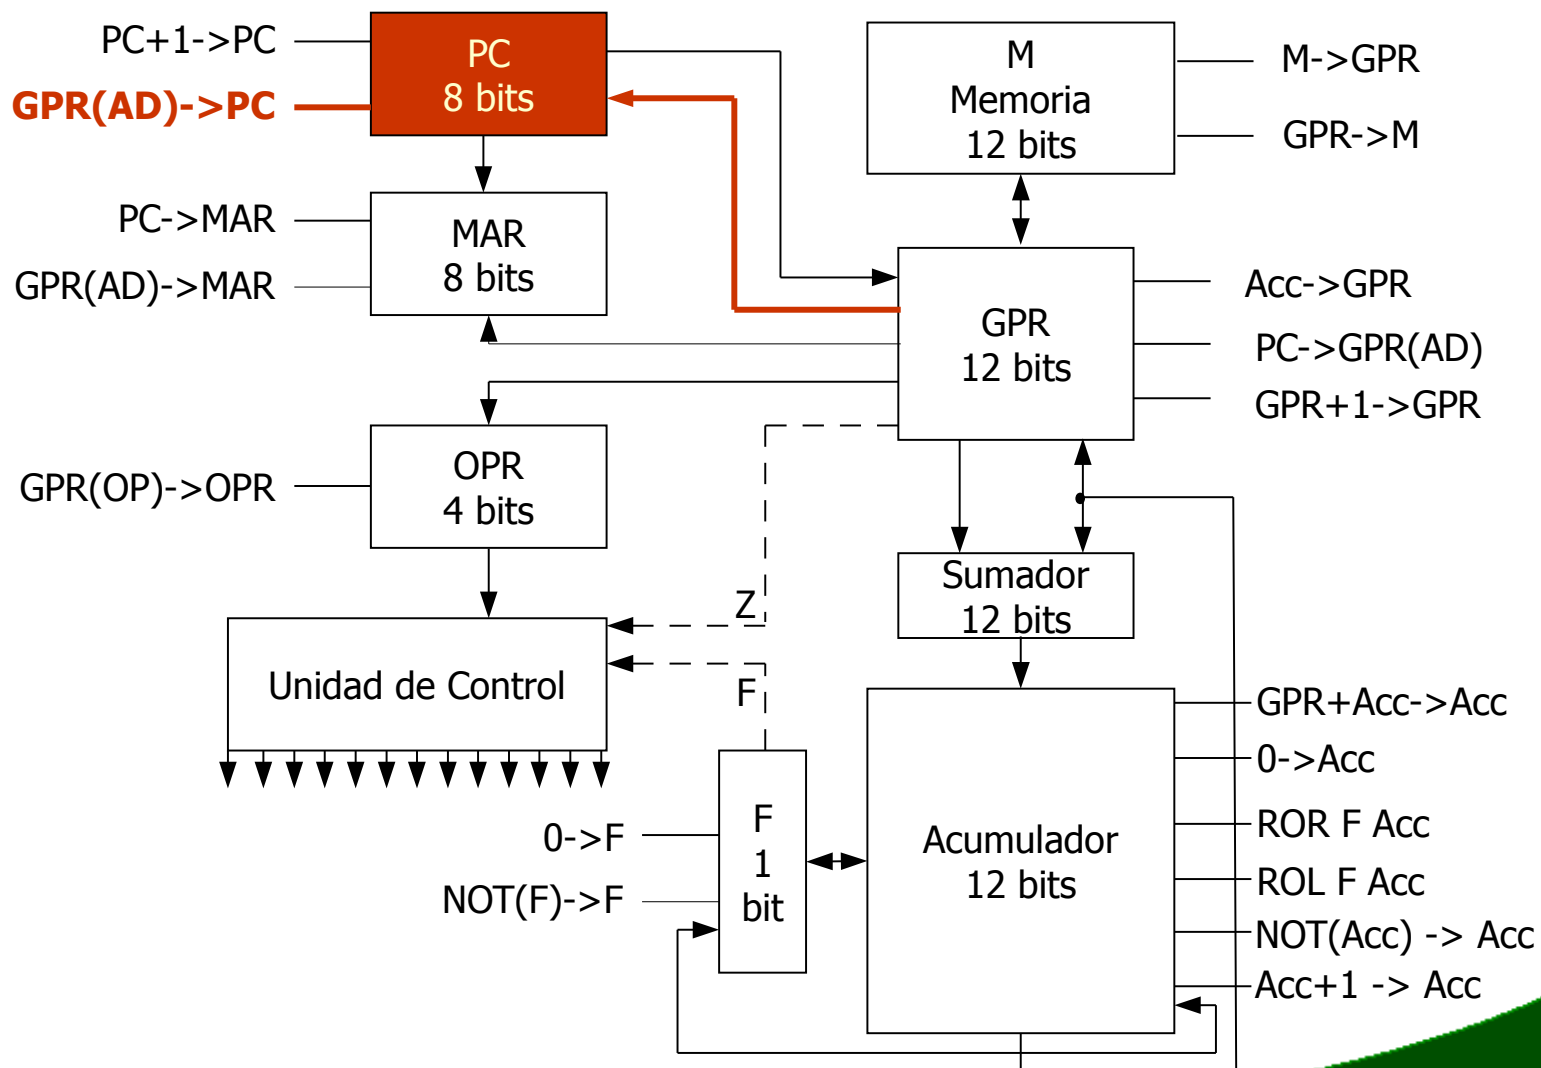 PC+1->PC
GPR(AD)->PC
PC
8 bits
M
Memoria
12 bits
M->GPR
GPR->M
PC->MAR
GPR(AD)->MAR
MAR
8 bits
GPR
12 bits
Acc->GPR
PC->GPR(AD)
GPR+1->GPR
GPR(OP)->OPR
OPR
4 bits
Sumador
12 bits
Z
F
Unidad de Control
0->F
NOT(F)->F
F
1
bit
Acumulador
12 bits
GPR+Acc->Acc
0->Acc
ROR F Acc
ROL F Acc
NOT(Acc) -> Acc
Acc+1 -> Acc